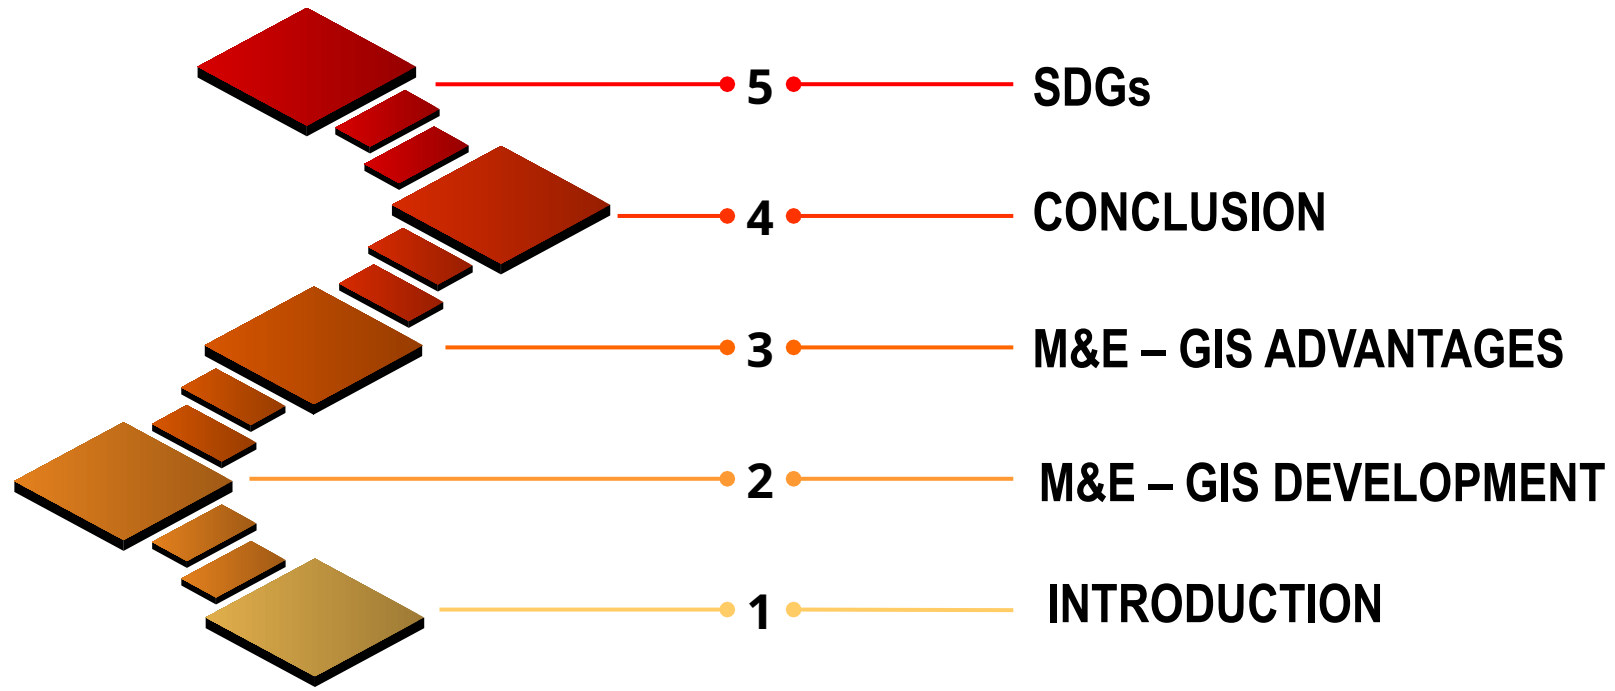 5 SDGs
4 CONCLUSION
3 M&E – GIS ADVANTAGES
2 M&E – GIS DEVELOPMENT
1 INTRODUCTION